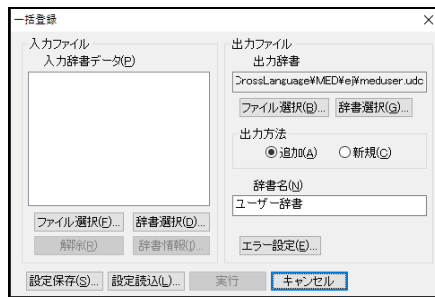 一括登録
入力ファイル
入力辞書データ(P)
ファイル選択(F)...
辞書選択(D)...
解除(R)
辞書情報(I)...
出力ファイル
出力辞書
CrossLanguage¥MED¥ej¥meduser.udc
ファイル選択(B)...
辞書選択(G)...
出力方法
追加(A)
新規(C)
辞書名(N)
ユーザー辞書
エラー設定(E)...
設定保存(S)...
設定読込(L)...
実行
キャンセル